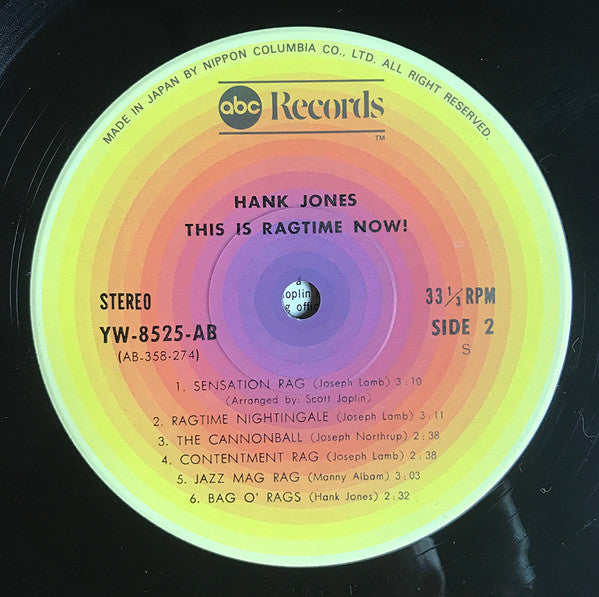 MADE IN JAPAN BY NIPPON COLUMBIA CO., LTD. ALL RIGHT RESERVED.
abc Records
TM
HANK JONES
THIS IS RAGTIME NOW!
a
oplin
g offic
STEREO
33 1/3 RPM
YW-8525-AB
SIDE 2
(AB-358-274)
S
1. SENSATION RAG (Joseph Lamb) 3:10
(Arranged by: Scott Joplin)
2. RAGTIME NIGHTINGALE (Joseph Lamb) 3:11
3. THE CANNONBALL (Joseph Northrup) 2:38
4. CONTENTMENT RAG (Joseph Lamb) 2:38
5. JAZZ MAG RAG (Manny Albam) 3:03
6. BAG O' RAGS (Hank Jones) 2:32